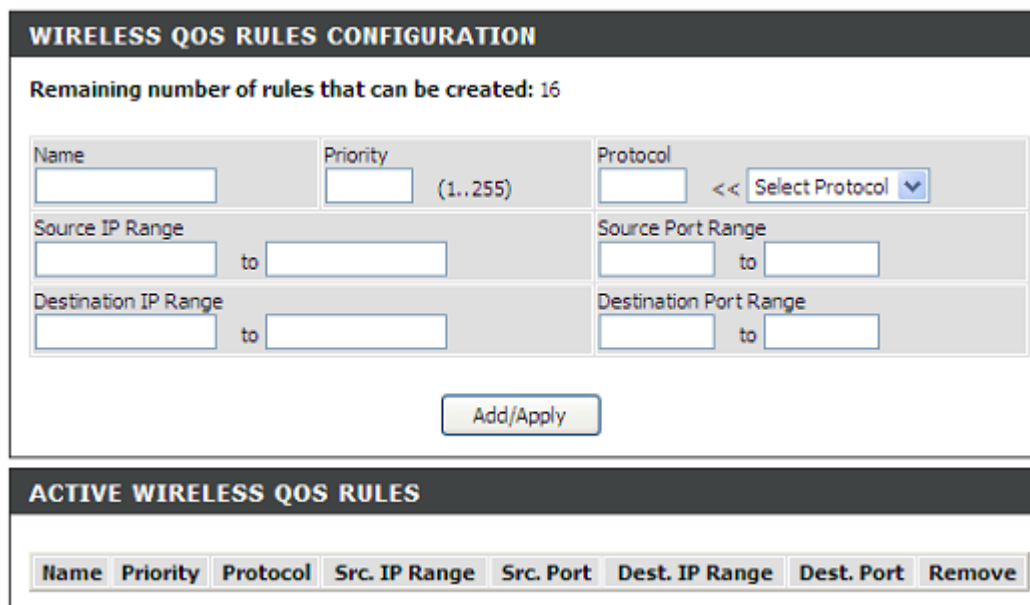 WIRELESS QOS RULES CONFIGURATION
Remaining number of rules that can be created: 16
Name Priority Protocol
(1..255) << Select Protocol
Source IP Range Source Port Range
to to
Destination IP Range Destination Port Range
to to
Add/Apply
ACTIVE WIRELESS QOS RULES
Name Priority Protocol Src. IP Range Src. Port Dest. IP Range Dest. Port Remove